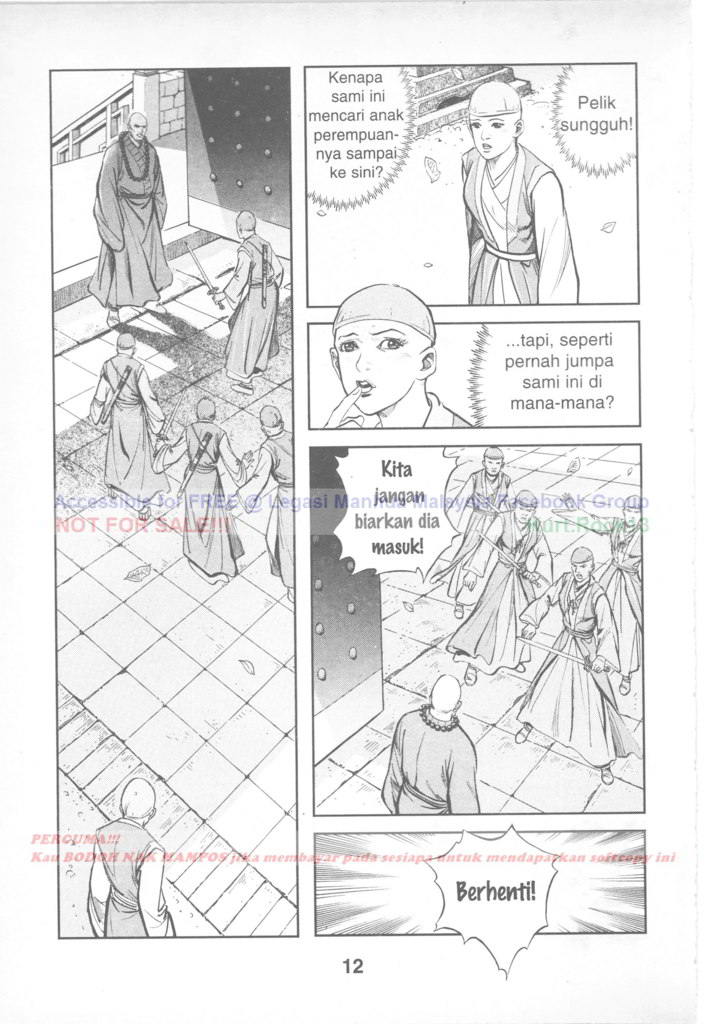 Kenapa
sami ini
mencari anak
perempuan-
nya sampai
ke sini?
Pelik
sungguh!
...tapi, seperti
pernah jumpa
sami ini di
mana-mana?
Kita
jangan
biarkan dia
masuk!
Accessible for FREE @ Legasi Manhua Malaysia Facebook Group
NOT FOR SALE!!!
PERCUMA!!!
Kau BODOH NAK MAMPOS jika membayar pada sesiapa untuk mendapatkan softcopy ini
Berhenti!
12